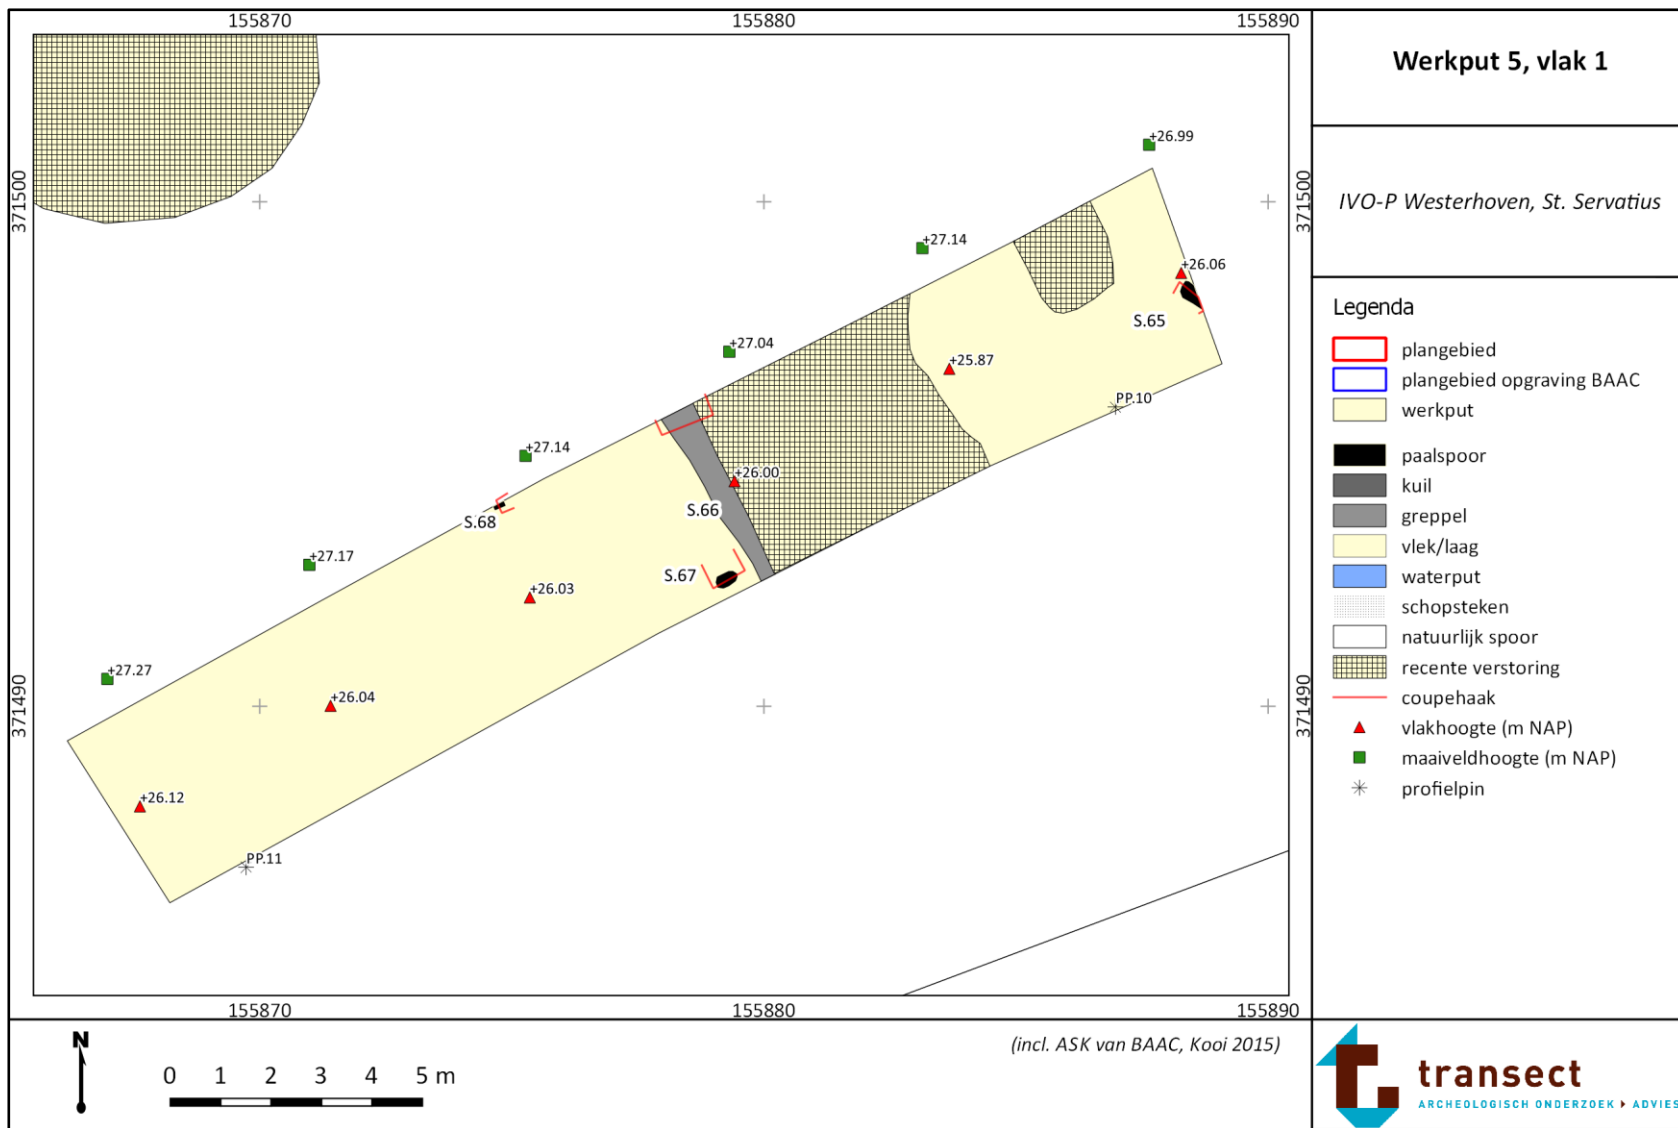 155870
155880
155890
371500
371500
371490
371490
+26.99
+27.14
+26.06
S.65
+27.04
+25.87
PP.10
+27.14
+26.00
S.66
S.68
+27.17
S.67
+26.03
+27.27
+26.04
+26.12
PP.11
155870
155880
155890
Werkput 5, vlak 1
IVO-P Westerhoven, St. Servatius
Legenda
plangebied
plangebied opgraving BAAC
werkput
paalspoor
kuil
greppel
vlek/laag
waterput
schopsteken
natuurlijk spoor
recente verstoring
coupehaak
vlakhoogte (m NAP)
maaiveldhoogte (m NAP)
profielpin
N
0 1 2 3 4 5 m
(incl. ASK van BAAC, Kooi 2015)
transect
ARCHEOLOGISCH ONDERZOEK ▸ ADVIES